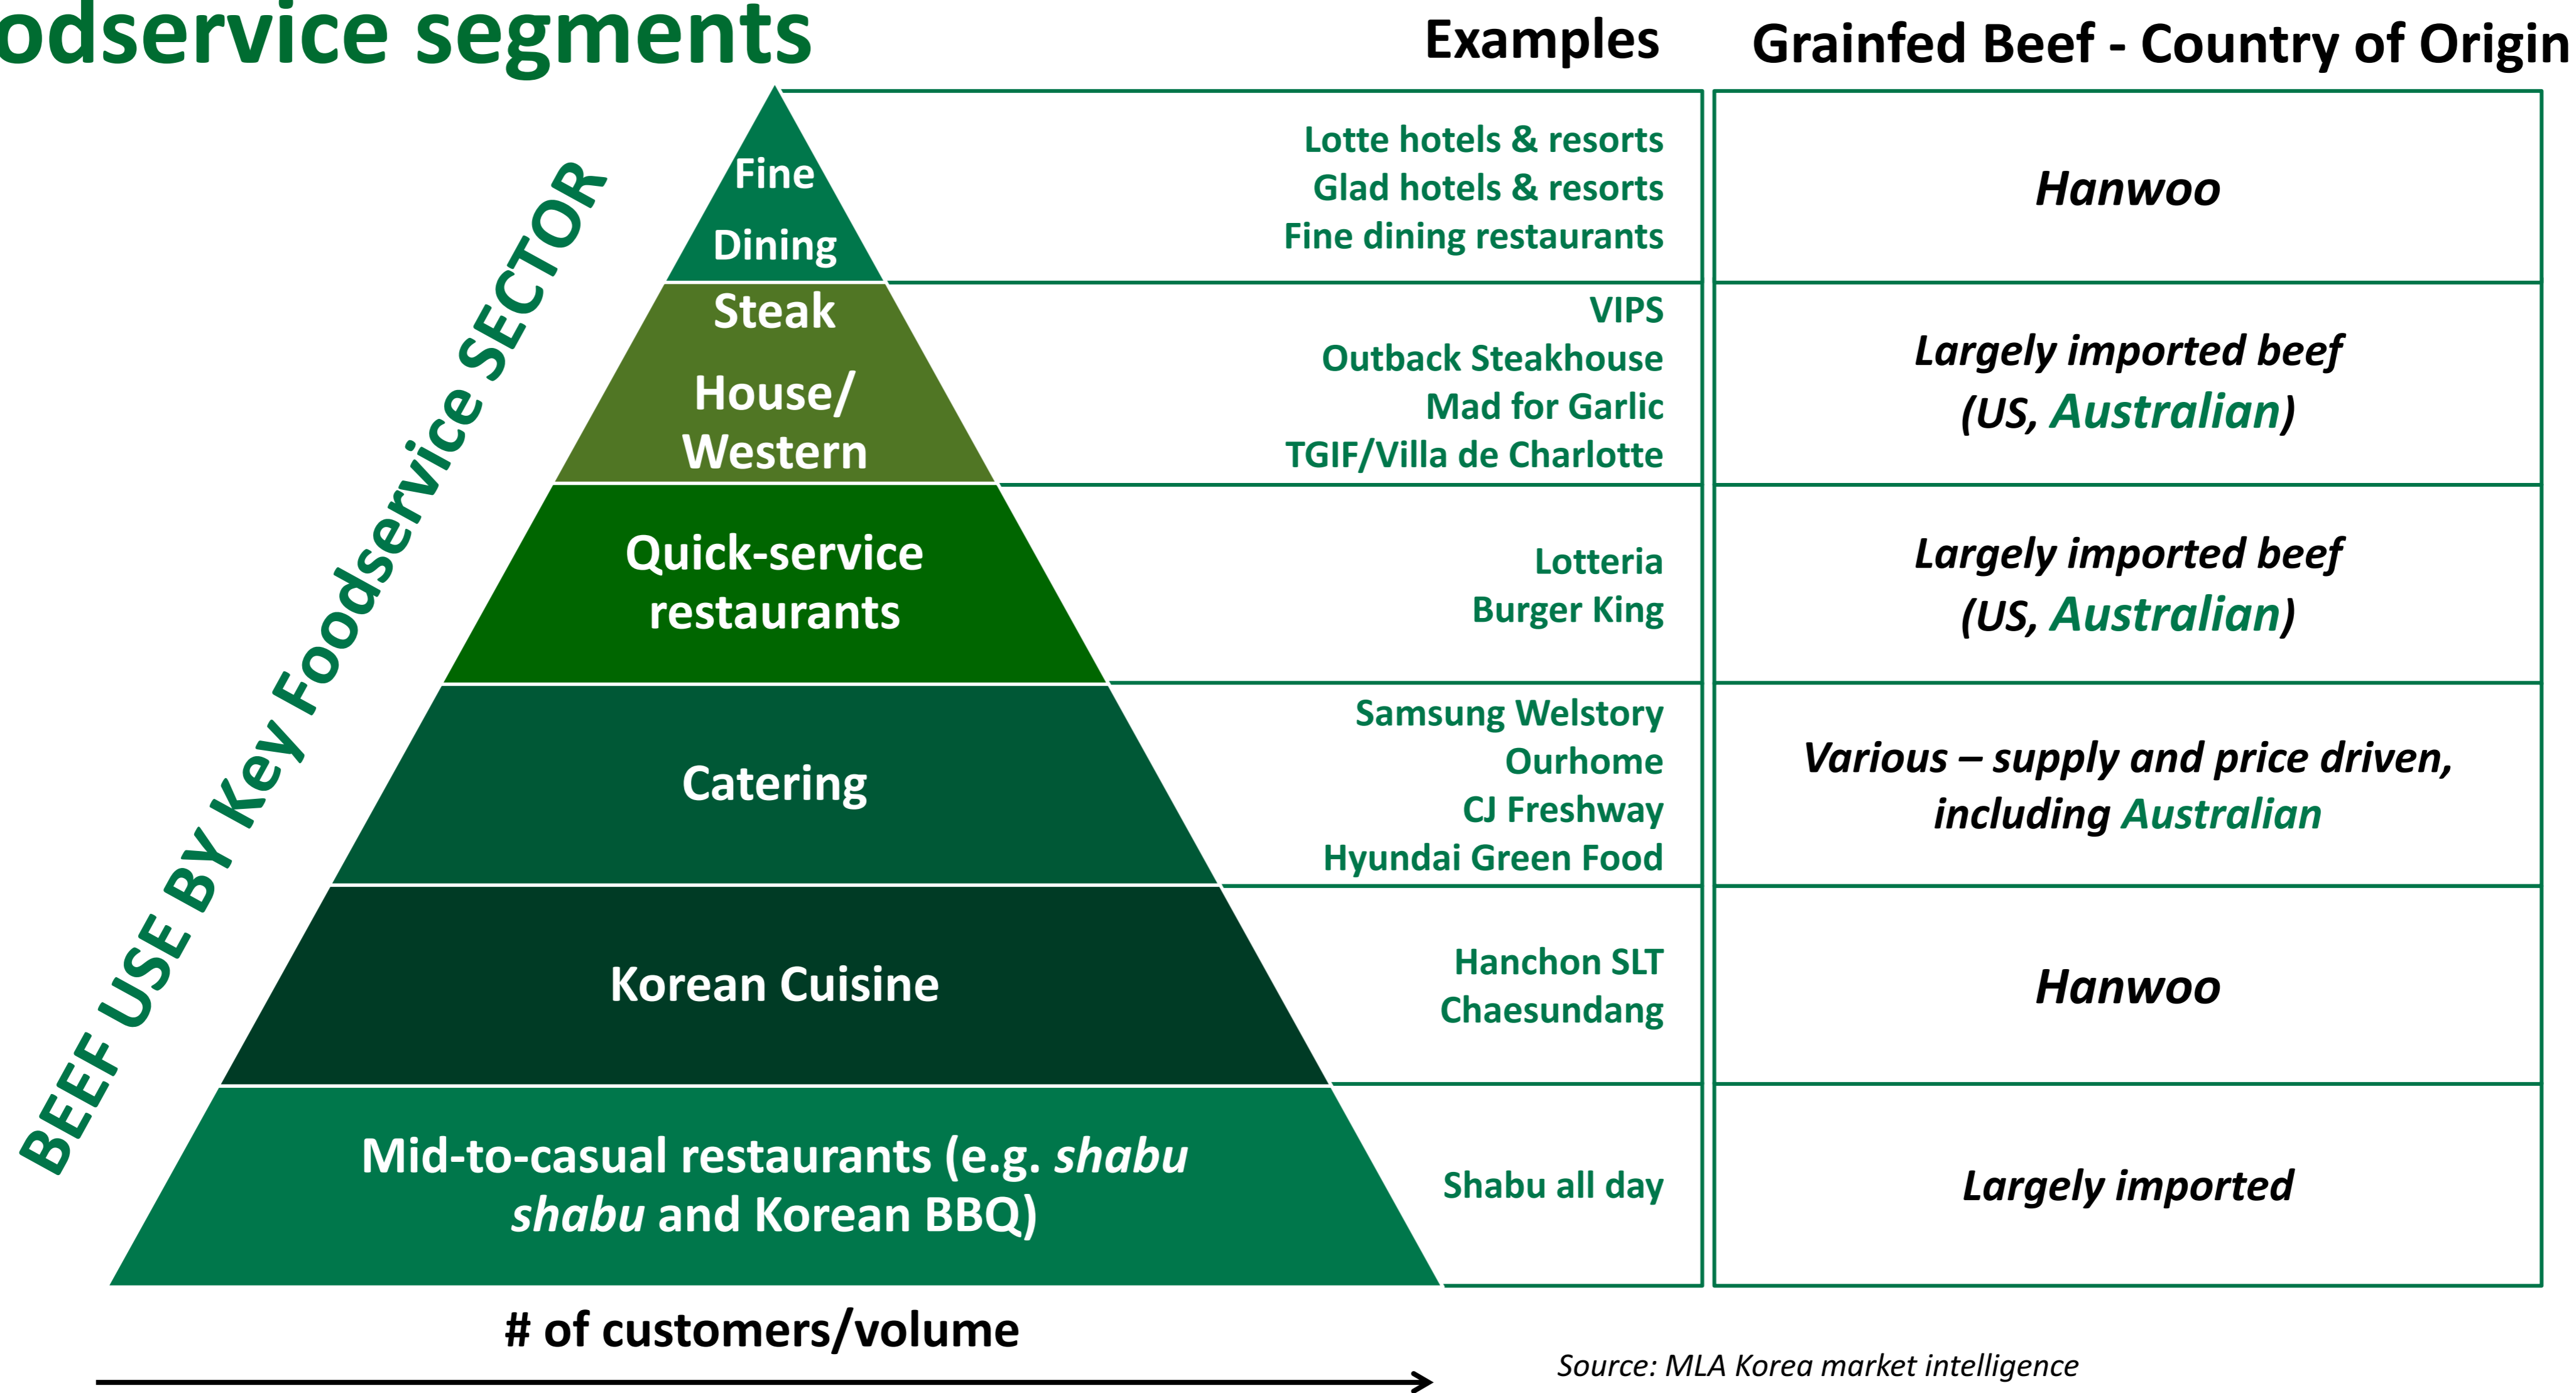 odservice segments
Examples
Grainfed Beef - Country of Origin
BEEF USE BY Key Foodservice SECTOR
Fine
Dining
Lotte hotels & resorts
Glad hotels & resorts
Fine dining restaurants
Hanwoo
Steak
House/
Western
VIPS
Outback Steakhouse
Mad for Garlic
TGIF/Villa de Charlotte
Largely imported beef
(US, Australian)
Quick-service
restaurants
Lotteria
Burger King
Largely imported beef
(US, Australian)
Catering
Samsung Welstory
Ourhome
CJ Freshway
Hyundai Green Food
Various – supply and price driven,
including Australian
Korean Cuisine
Hanchon SLT
Chaesundang
Hanwoo
Mid-to-casual restaurants (e.g. shabu
shabu and Korean BBQ)
Shabu all day
Largely imported
# of customers/volume
Source: MLA Korea market intelligence